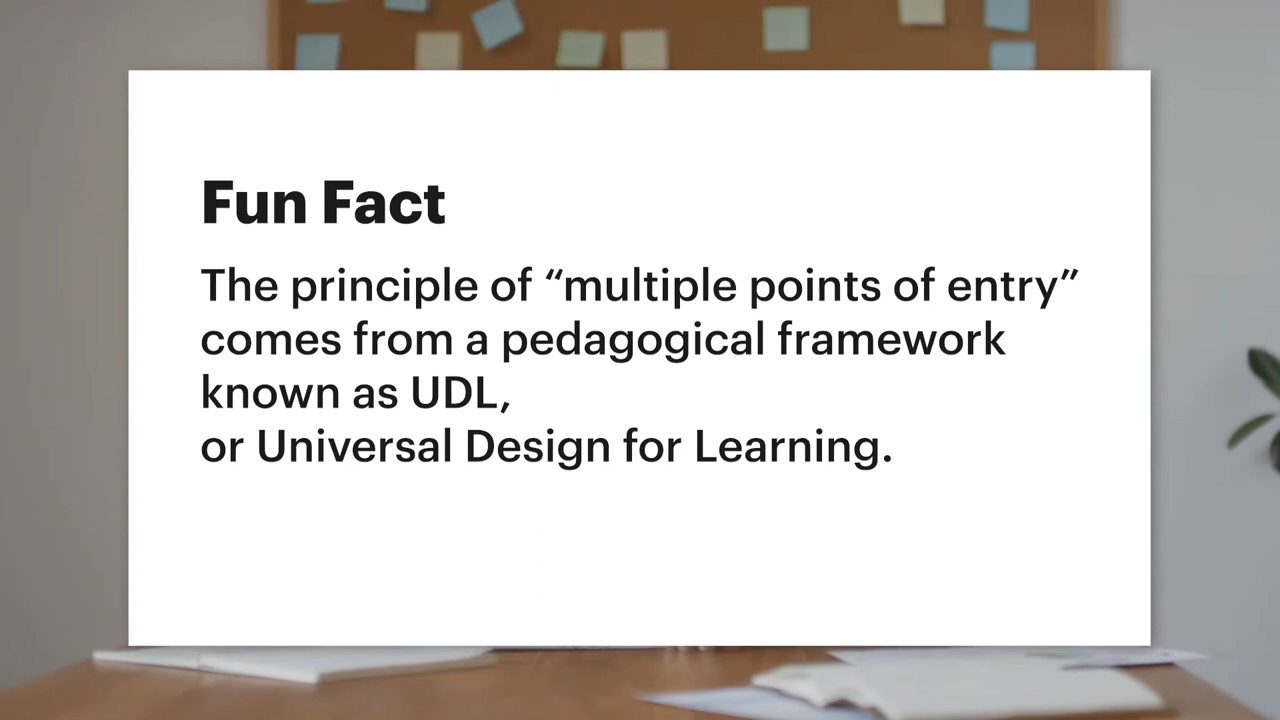 Fun Fact
The principle of “multiple points of entry”
comes from a pedagogical framework
known as UDL,
or Universal Design for Learning.